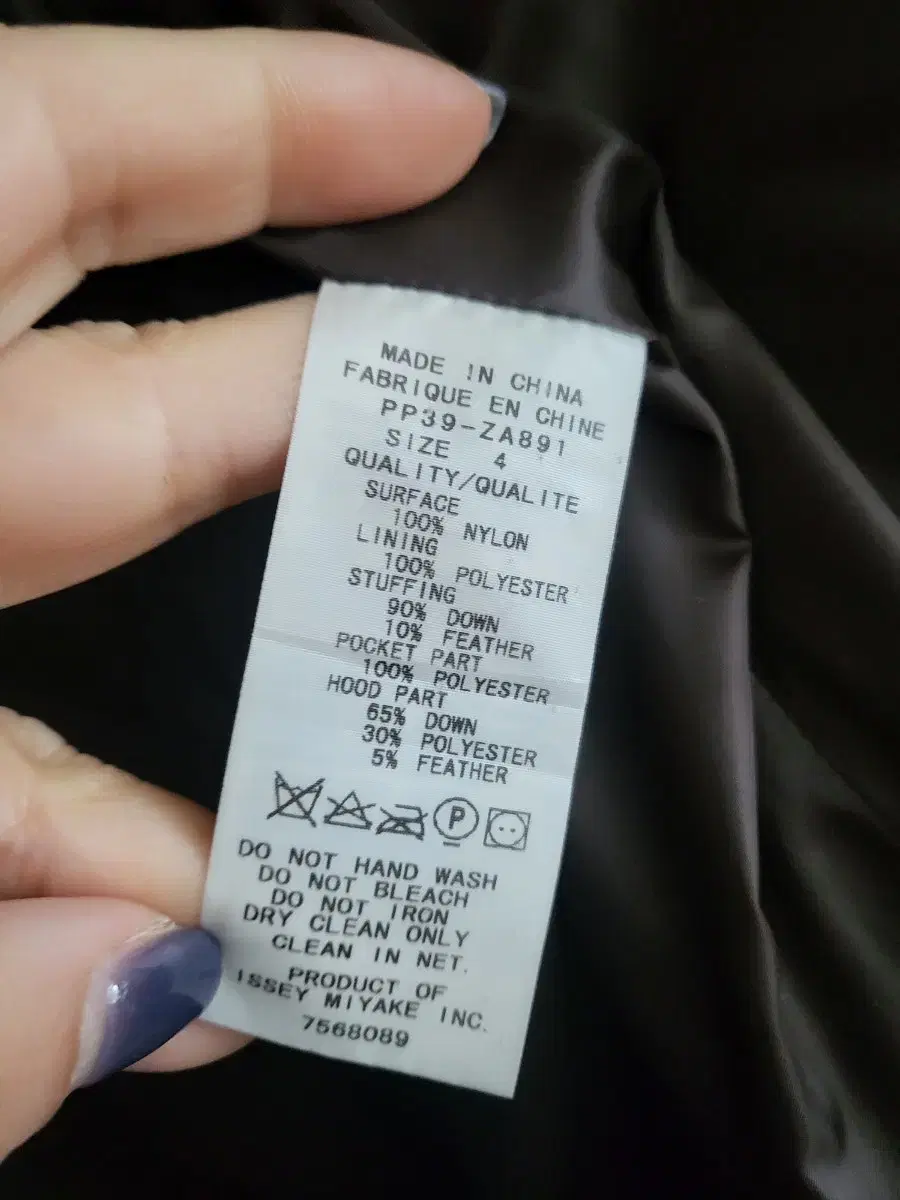 MADE IN CHINA
FABRIQUE EN CHINE
PP39-ZA891
SIZE 4
QUALITY/QUALITE
SURFACE
100% NYLON
LINING
100% POLYESTER
STUFFING
90% DOWN
10% FEATHER
POCKET PART
100% POLYESTER
HOOD PART
65% DOWN
30% POLYESTER
5% FEATHER
P
DO NOT HAND WASH
DO NOT BLEACH
DO NOT IRON
DRY CLEAN ONLY
CLEAN IN NET.
PRODUCT OF
ISSEY MIYAKE INC.
7568089